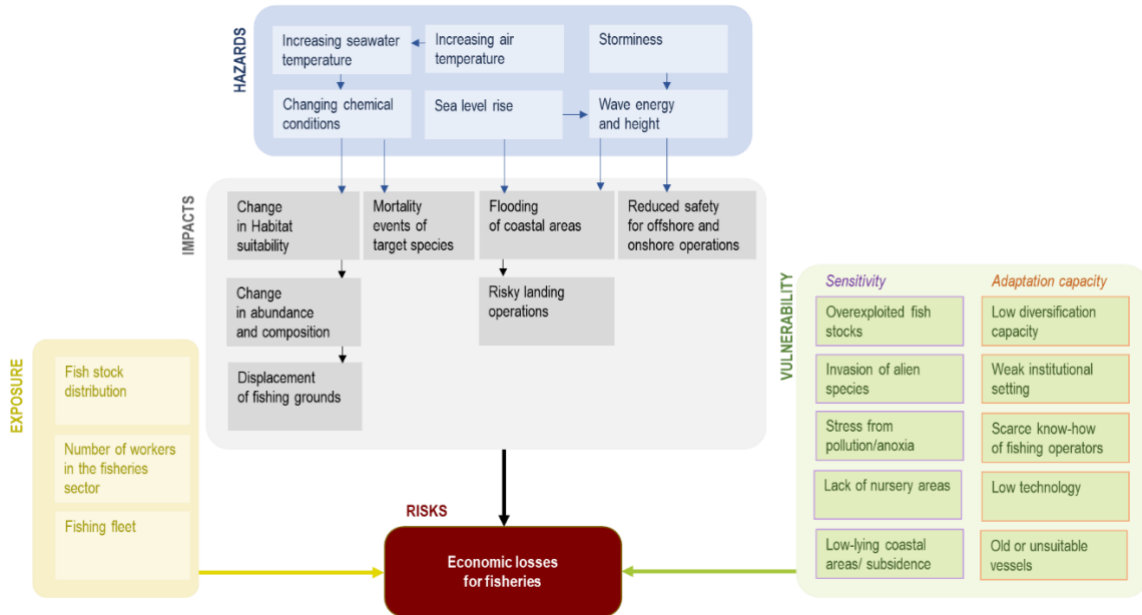 HAZARDS
Increasing seawater
temperature
Increasing air
temperature
Storminess
Changing chemical
conditions
Sea level rise
Wave energy
and height
IMPACTS
Change
in Habitat
suitability
Mortality
events of
target species
Flooding
of coastal areas
Reduced safety
for offshore and
onshore operations
Change
in abundance
and composition
Risky landing
operations
Displacement
of fishing grounds
EXPOSURE
Fish stock
distribution
Number of workers
in the fisheries
sector
Fishing fleet
VULNERABILITY
Sensitivity
Overexploited fish
stocks
Invasion of alien
species
Stress from
pollution/anoxia
Lack of nursery areas
Low-lying coastal
areas/ subsidence
Adaptation capacity
Low diversification
capacity
Weak institutional
setting
Scarce know-how
of fishing operators
Low technology
Old or unsuitable
vessels
RISKS
Economic losses
for fisheries